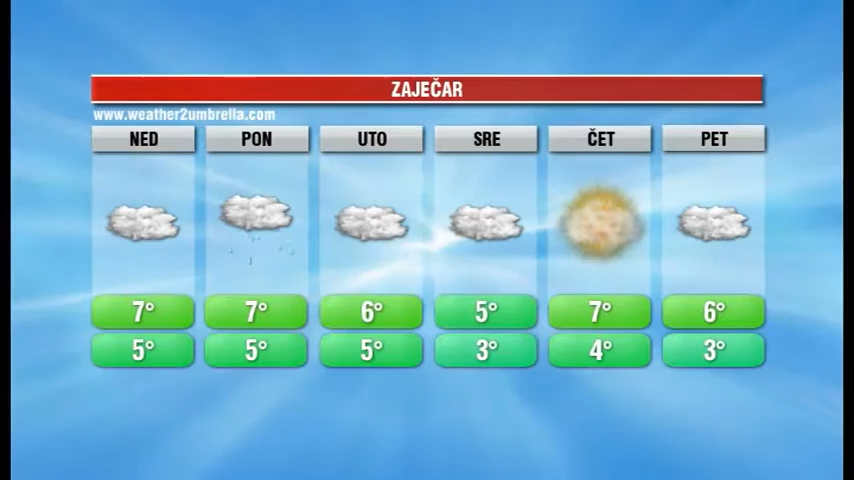 ZAJEČAR
www.weather2umbrella.com
NED PON UTO SRE ČET PET
7° 7° 6° 5° 7° 6°
5° 5° 5° 3° 4° 3°